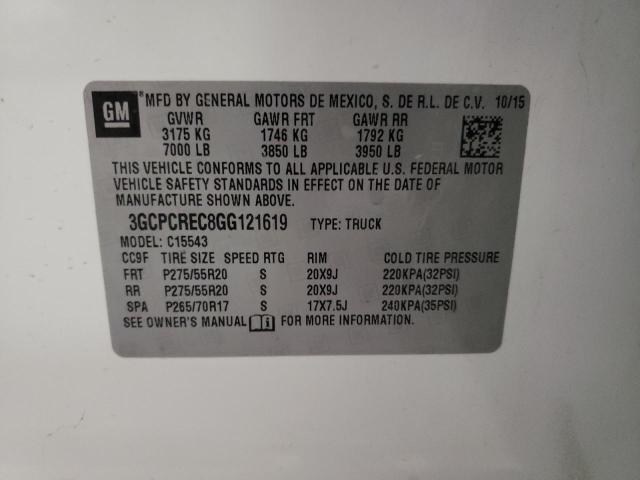 GM MFD BY GENERAL MOTORS DE MEXICO, S. DE R.L. DE C.V. 10/15
GVWR GAWR FRT GAWR RR
3175 KG 1746 KG 1792 KG
7000 LB 3850 LB 3950 LB
THIS VEHICLE CONFORMS TO ALL APPLICABLE U.S. FEDERAL MOTOR
VEHICLE SAFETY STANDARDS IN EFFECT ON THE DATE OF
MANUFACTURE SHOWN ABOVE.
3GCPCREC8GG121619 TYPE: TRUCK
MODEL: C15543
CC9F TIRE SIZE SPEED RTG RIM COLD TIRE PRESSURE
FRT P275/55R20 S 20X9J 220KPA(32PSI)
RR P275/55R20 S 20X9J 220KPA(32PSI)
SPA P265/70R17 S 17X7.5J 240KPA(35PSI)
SEE OWNER'S MANUAL FOR MORE INFORMATION.